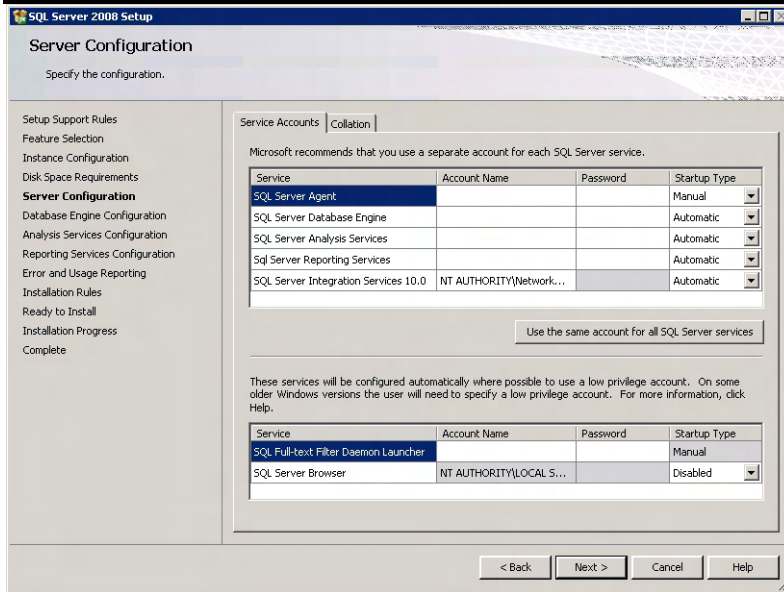 SQL Server 2008 Setup
Server Configuration
Specify the configuration.
Setup Support Rules
Feature Selection
Instance Configuration
Disk Space Requirements
Server Configuration
Database Engine Configuration
Analysis Services Configuration
Reporting Services Configuration
Error and Usage Reporting
Installation Rules
Ready to Install
Installation Progress
Complete
Service Accounts Collation
Microsoft recommends that you use a separate account for each SQL Server service.
Service Account Name Password Startup Type
SQL Server Agent Manual
SQL Server Database Engine Automatic
SQL Server Analysis Services Automatic
Sql Server Reporting Services Automatic
SQL Server Integration Services 10.0 NT AUTHORITY\Network... Automatic
Use the same account for all SQL Server services
These services will be configured automatically where possible to use a low privilege account. On some
older Windows versions the user will need to specify a low privilege account. For more information, click
Help.
Service Account Name Password Startup Type
SQL Full-text Filter Daemon Launcher Manual
SQL Server Browser NT AUTHORITY\LOCAL S... Disabled
< Back Next > Cancel Help